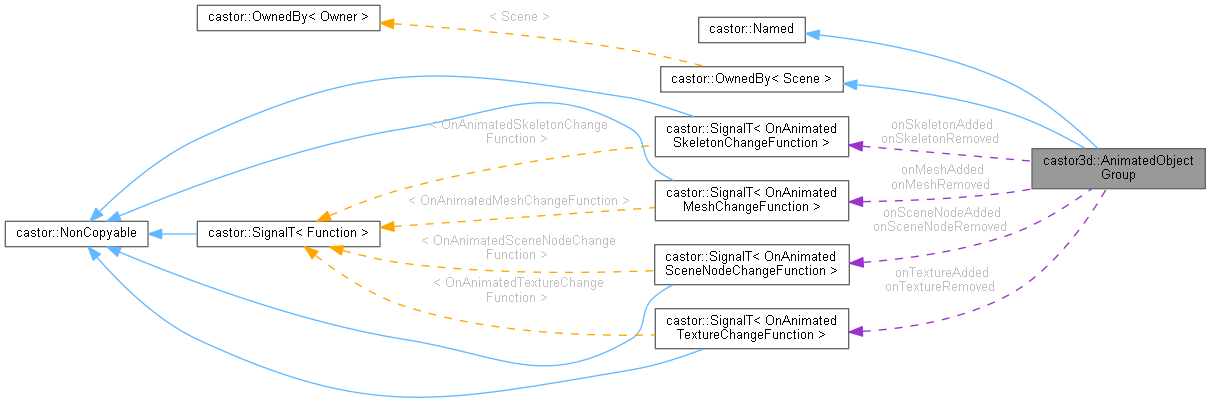 castor::OwnedBy< Owner >
< Scene >
castor::Named
castor::OwnedBy< Scene >
< OnAnimatedSkeletonChange
Function >
castor::SignalT< OnAnimated
SkeletonChangeFunction >
onSkeletonAdded
onSkeletonRemoved
castor3d::AnimatedObject
Group
castor::SignalT< OnAnimated
MeshChangeFunction >
onMeshAdded
onMeshRemoved
< OnAnimatedMeshChangeFunction >
castor::NonCopyable
castor::SignalT< Function >
< OnAnimatedSceneNodeChange
Function >
castor::SignalT< OnAnimated
SceneNodeChangeFunction >
onSceneNodeAdded
onSceneNodeRemoved
< OnAnimatedTextureChange
Function >
castor::SignalT< OnAnimated
TextureChangeFunction >
onTextureAdded
onTextureRemoved